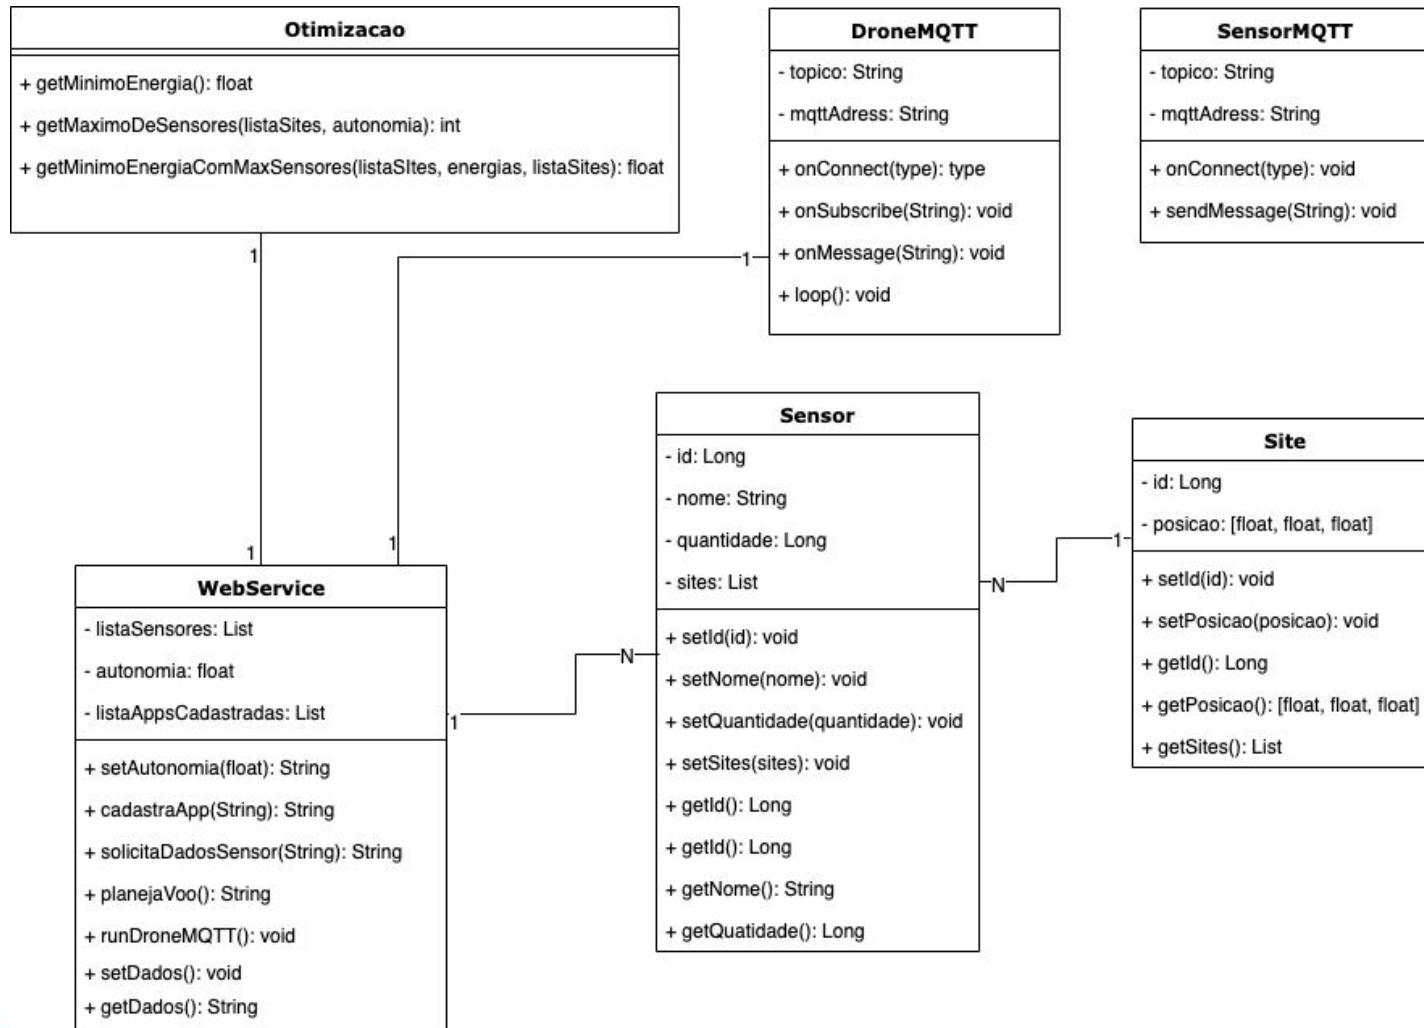 Otimizacao
+ getMinimoEnergia(): float
+ getMaximoDeSensores(listaSites, autonomia): int
+ getMinimoEnergiaComMaxSensores(listaSItes, energias, listaSites): float
DroneMQTT
- topico: String
- mqttAdress: String
+ onConnect(type): type
+ onSubscribe(String): void
+ onMessage(String): void
+ loop(): void
SensorMQTT
- topico: String
- mqttAdress: String
+ onConnect(type): void
+ sendMessage(String): void
1
1
1
1
Sensor
- id: Long
- nome: String
- quantidade: Long
- sites: List
+ setId(id): void
+ setNome(nome): void
+ setQuantidade(quantidade): void
+ setSites(sites): void
+ getId(): Long
+ getId(): Long
+ getNome(): String
+ getQuatidade(): Long
Site
- id: Long
- posicao: [float, float, float]
+ setId(id): void
+ setPosicao(posicao): void
+ getId(): Long
+ getPosicao(): [float, float, float]
+ getSites(): List
1
N
N
1
WebService
- listaSensores: List
- autonomia: float
- listaAppsCadastradas: List
+ setAutonomia(float): String
+ cadastraApp(String): String
+ solicitaDadosSensor(String): String
+ planejaVoo(): String
+ runDroneMQTT(): void
+ setDados(): void
+ getDados(): String